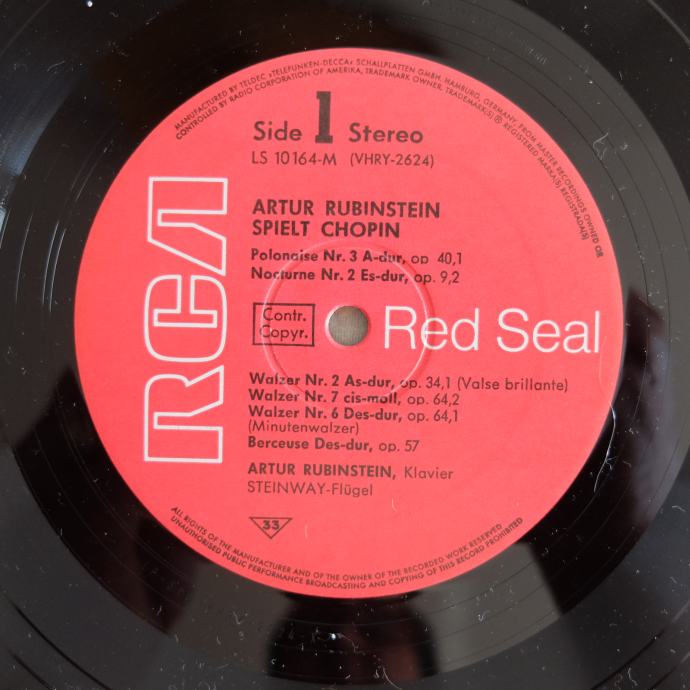 MANUFACTURED BY TELDEC »TELEFUNKEN-DECCA« SCHALLPLATTEN GMBH, HAMBURG, GERMANY, FROM MASTER RECORDINGS OWNED OR
CONTROLLED BY RADIO CORPORATION OF AMERIKA, TRADEMARK OWNER, TRADEMARK(S) ® REGISTERED MARKA(S) REGISTRADA(S)
Side 1 Stereo
LS 10164-M (VHRY-2624)
RCA
ARTUR RUBINSTEIN
SPIELT CHOPIN
Polonaise Nr. 3 A-dur, op 40,1
Nocturne Nr. 2 Es-dur, op. 9,2
Contr.
Copyr.
Red Seal
Walzer Nr. 2 As-dur, op. 34,1 (Valse brillante)
Walzer Nr. 7 cis-moll, op. 64,2
Walzer Nr. 6 Des-dur, op. 64,1
(Minutenwalzer)
Berceuse Des-dur, op. 57
ARTUR RUBINSTEIN, Klavier
STEINWAY-Flügel
33
ALL RIGHTS OF THE MANUFACTURER AND OF THE OWNER OF THE RECORDED WORK RESERVED
UNAUTHORISED PUBLIC PERFORMANCE BROADCASTING AND COPYING OF THIS RECORD PROHIBITED